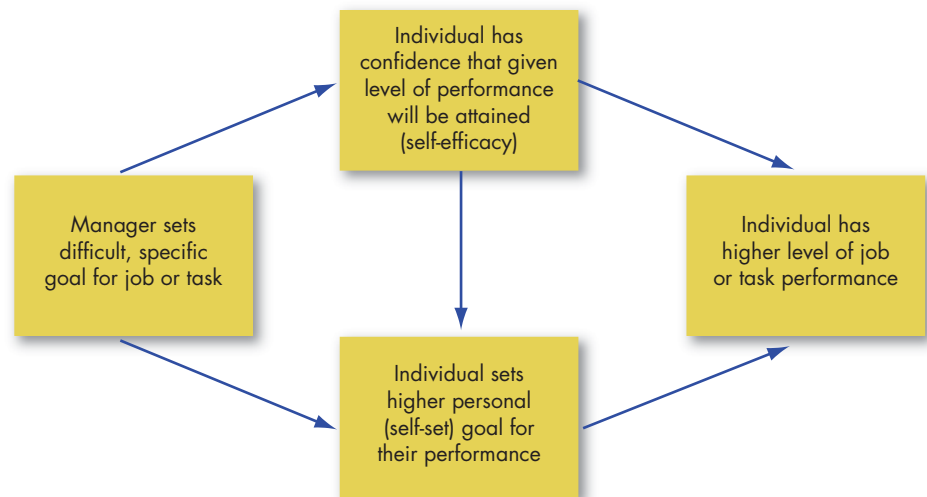 Individual has
confidence that given
level of performance
will be attained
(self-efficacy)
Manager sets
difficult, specific
goal for job or task
Individual has
higher level of job
or task performance
Individual sets
higher personal
(self-set) goal for
their performance